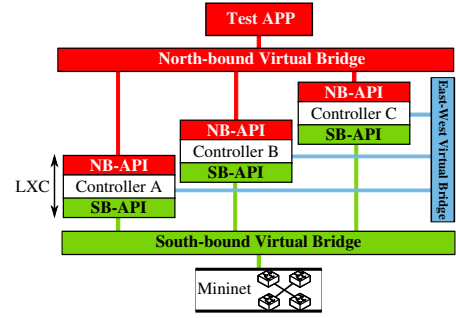 Test APP
North-bound Virtual Bridge
East-West Virtual
Bridge
NB-API
Controller C
SB-API
NB-API
Controller B
SB-API
LXC
NB-API
Controller A
SB-API
South-bound Virtual Bridge
Mininet